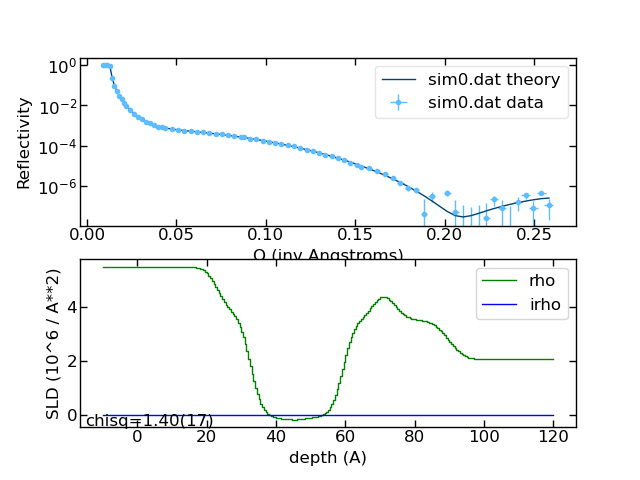 10^0
10^-2
10^-4
10^-6
Reflectivity
sim0.dat theory
sim0.dat data
0.00 0.05 0.10 0.15 0.20 0.25
Q (inv Angstroms)
SLD (10^6 / A**2)
4
2
0
rho
irho
chisq=1.40(17)
0 20 40 60 80 100 120
depth (A)